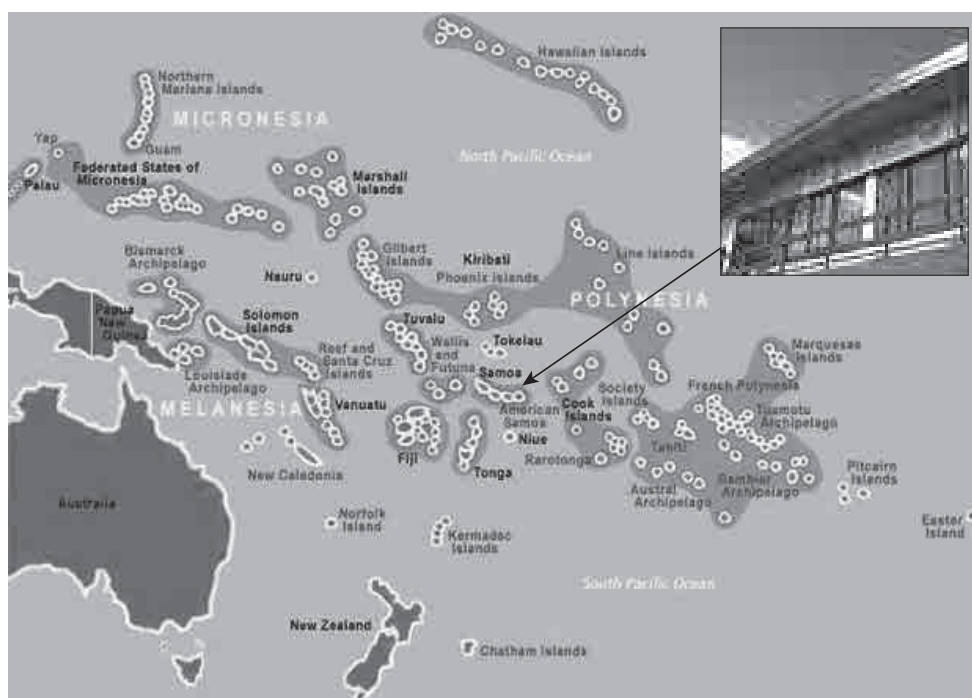 Hawaiian Islands
Northern
Mariana Islands
MICRONESIA
Yap
Guam
North Pacific Ocean
Federated States of
Micronesia
Palau
Marshall
Islands
Bismarck
Archipelago
Gilbert
Islands
Kiribati
Phoenix Islands
Line Islands
Nauru
POLYNESIA
Papua
New
Guinea
Solomon
Islands
Tuvalu
Tokelau
Wallis
and
Futuna
Reef and
Santa Cruz
Islands
Samoa
Marquesas
Islands
Louisiade
Archipelago
MELANESIA
Vanuatu
American
Samoa
Cook
Islands
Society
Islands
French Polynesia
Tuamotu
Archipelago
Niue
Fiji
Tonga
Rarotonga
Tahiti
New Caledonia
Austral
Archipelago
Gambier
Archipelago
Pitcairn
Islands
Australia
Norfolk
Island
Kermadec
Islands
Easter
Island
South Pacific Ocean
New Zealand
Chatham Islands